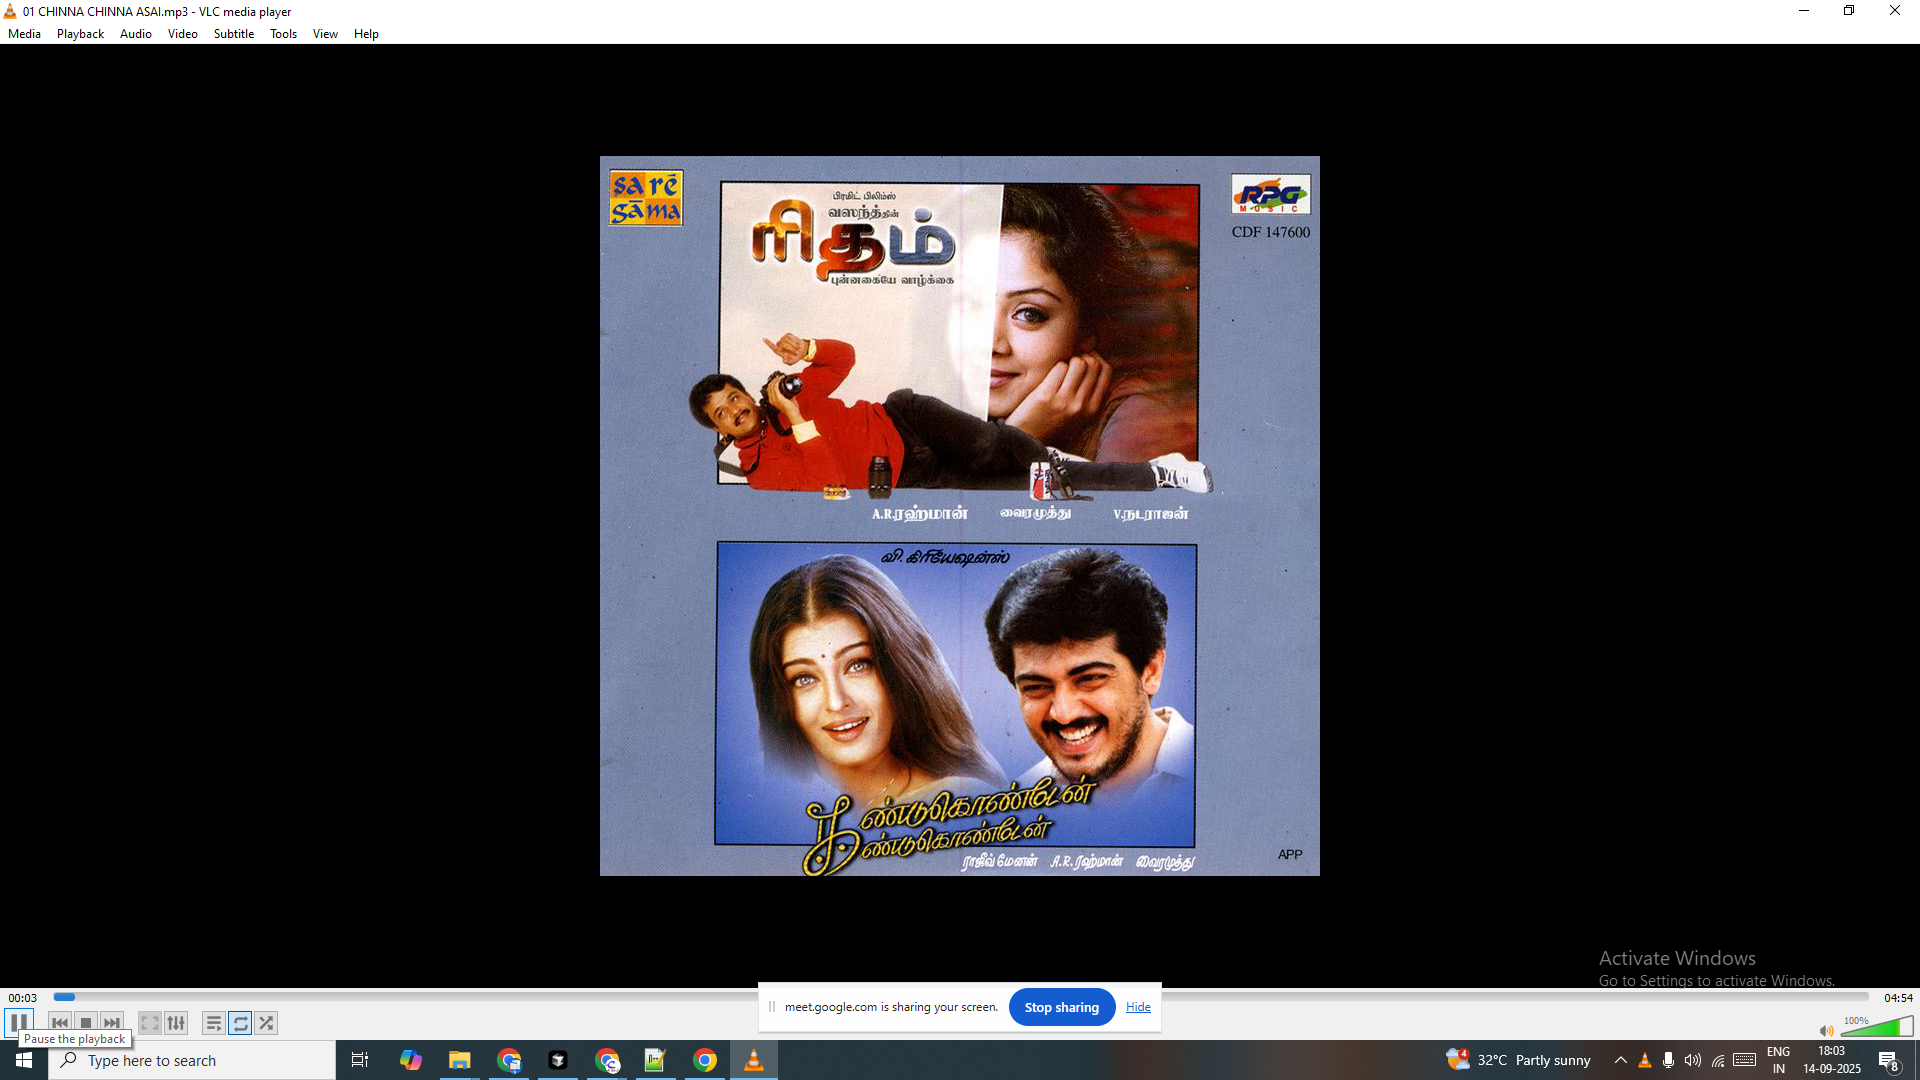 01 CHINNA CHINNA ASAI.mp3 - VLC media player
Media Playback Audio Video Subtitle Tools View Help
sa rē
gāma
பிரமிட் பிலிம்ஸ்
வஸந்த்தின்
ரிதம்
புன்னகையே வாழ்க்கை
RPG
MUSIC
CDF 147600
A.R.ரஹ்மான் வைரமுத்து V.நடராஜன்
வி. கிரியேஷன்ஸ்
கண்டுகொண்டேன்
கண்டுகொண்டேன்
ராஜீவ் மேனன் A.R.ரஹ்மான் வைரமுத்து
APP
Activate Windows
Go to Settings to activate Windows.
00:03
04:54
meet.google.com is sharing your screen. Stop sharing Hide
100%
Pause the playback
Type here to search
4
32°C Partly sunny
ENG
IN
18:03
14-09-2025
8